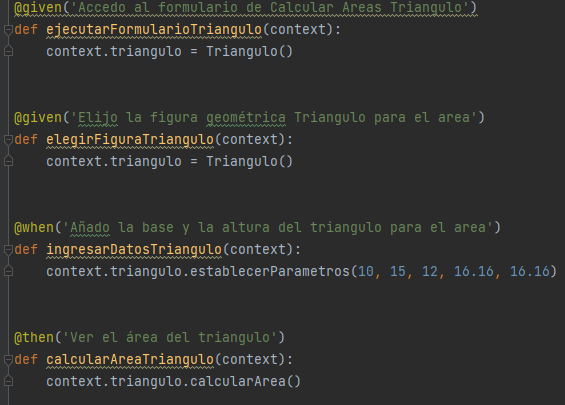 @given('Accedo al formulario de Calcular Areas Triangulo')
def ejecutarFormularioTriangulo(context):
    context.triangulo = Triangulo()
@given('Elijo la figura geométrica Triangulo para el area')
def elegirFiguraTriangulo(context):
    context.triangulo = Triangulo()
@when('Añado la base y la altura del triangulo para el area')
def ingresarDatosTriangulo(context):
    context.triangulo.establecerParametros(10, 15, 12, 16.16, 16.16)
@then('Ver el área del triangulo')
def calcularAreaTriangulo(context):
    context.triangulo.calcularArea()